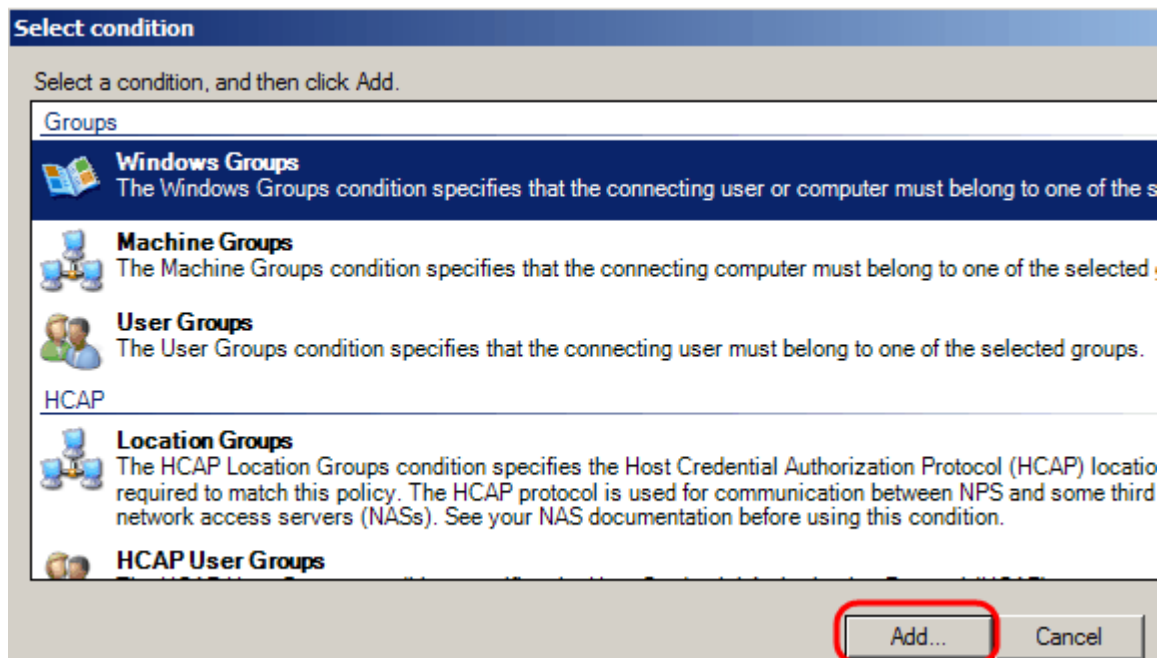 Select condition
Select a condition, and then click Add.
Groups
Windows Groups
The Windows Groups condition specifies that the connecting user or computer must belong to one of the s
Machine Groups
The Machine Groups condition specifies that the connecting computer must belong to one of the selected
User Groups
The User Groups condition specifies that the connecting user must belong to one of the selected groups.
HCAP
Location Groups
The HCAP Location Groups condition specifies the Host Credential Authorization Protocol (HCAP) locatio
required to match this policy. The HCAP protocol is used for communication between NPS and some third
network access servers (NASs). See your NAS documentation before using this condition.
HCAP User Groups
Add...
Cancel